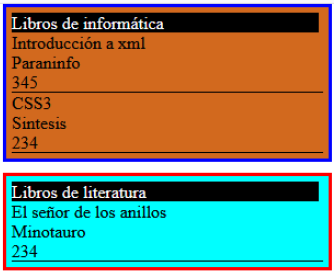 Libros de informática
Introducción a xml
Paraninfo
345
CSS3
Sintesis
234
Libros de literatura
El señor de los anillos
Minotauro
234